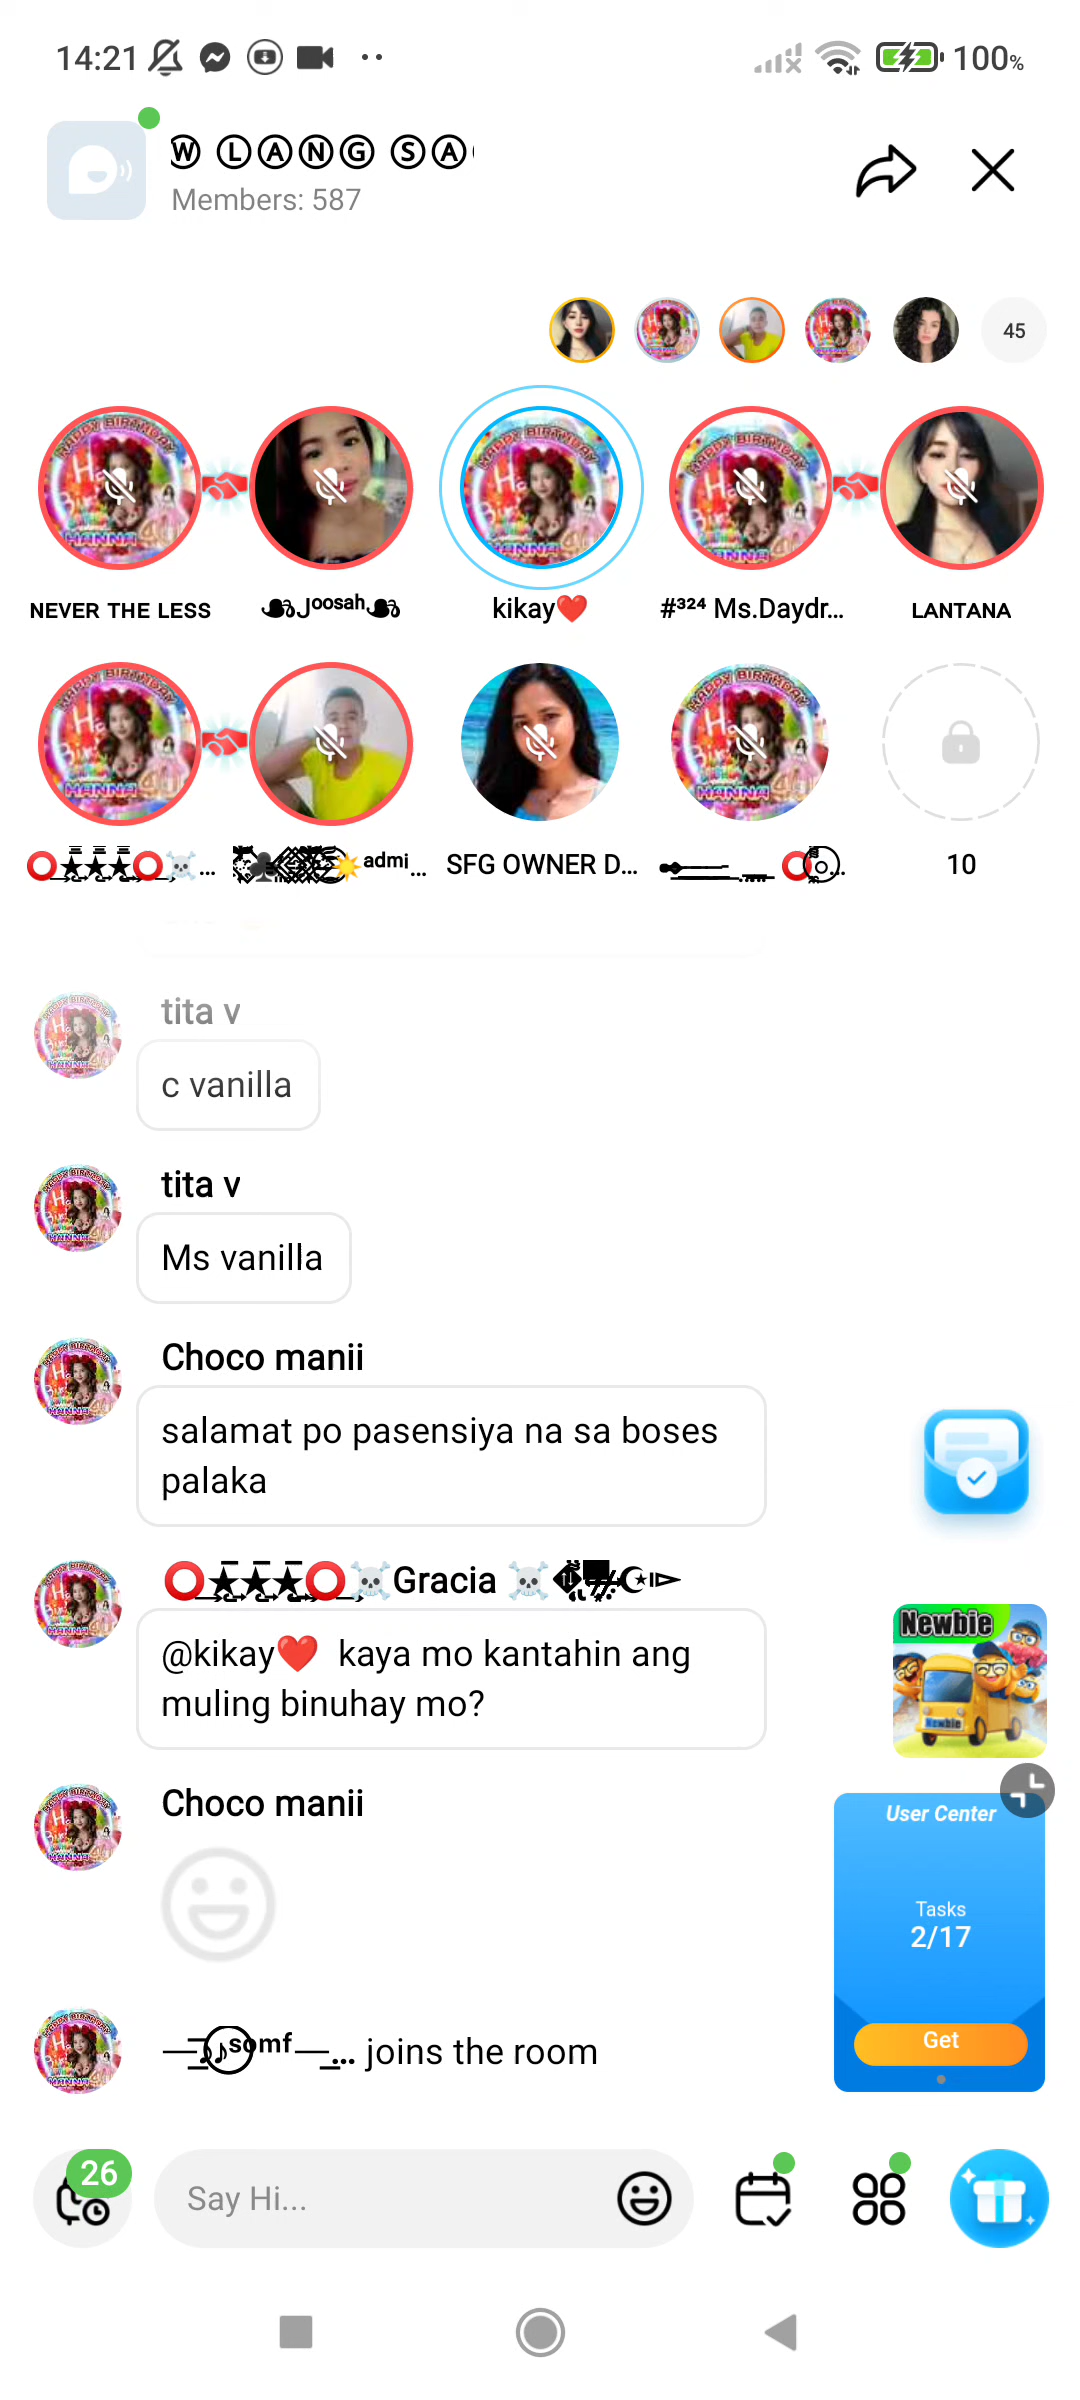 14:21
100%
Ⓦ ⓁⒶⓃⒼ ⓈⒶ
Members: 587
45
NEVER THE LESS
Joosah
kikay❤️
#³²⁴ Ms.Daydr...
LANTANA
admi...
SFG OWNER D...
10
tita v
c vanilla
tita v
Ms vanilla
Choco manii
salamat po pasensiya na sa boses
palaka
⭕★★★⭕☠️Gracia ☠️
@kikay❤️ kaya mo kantahin ang
muling binuhay mo?
Newbie
Choco manii
User Center
Tasks
2/17
Get
somf... joins the room
26
Say Hi...